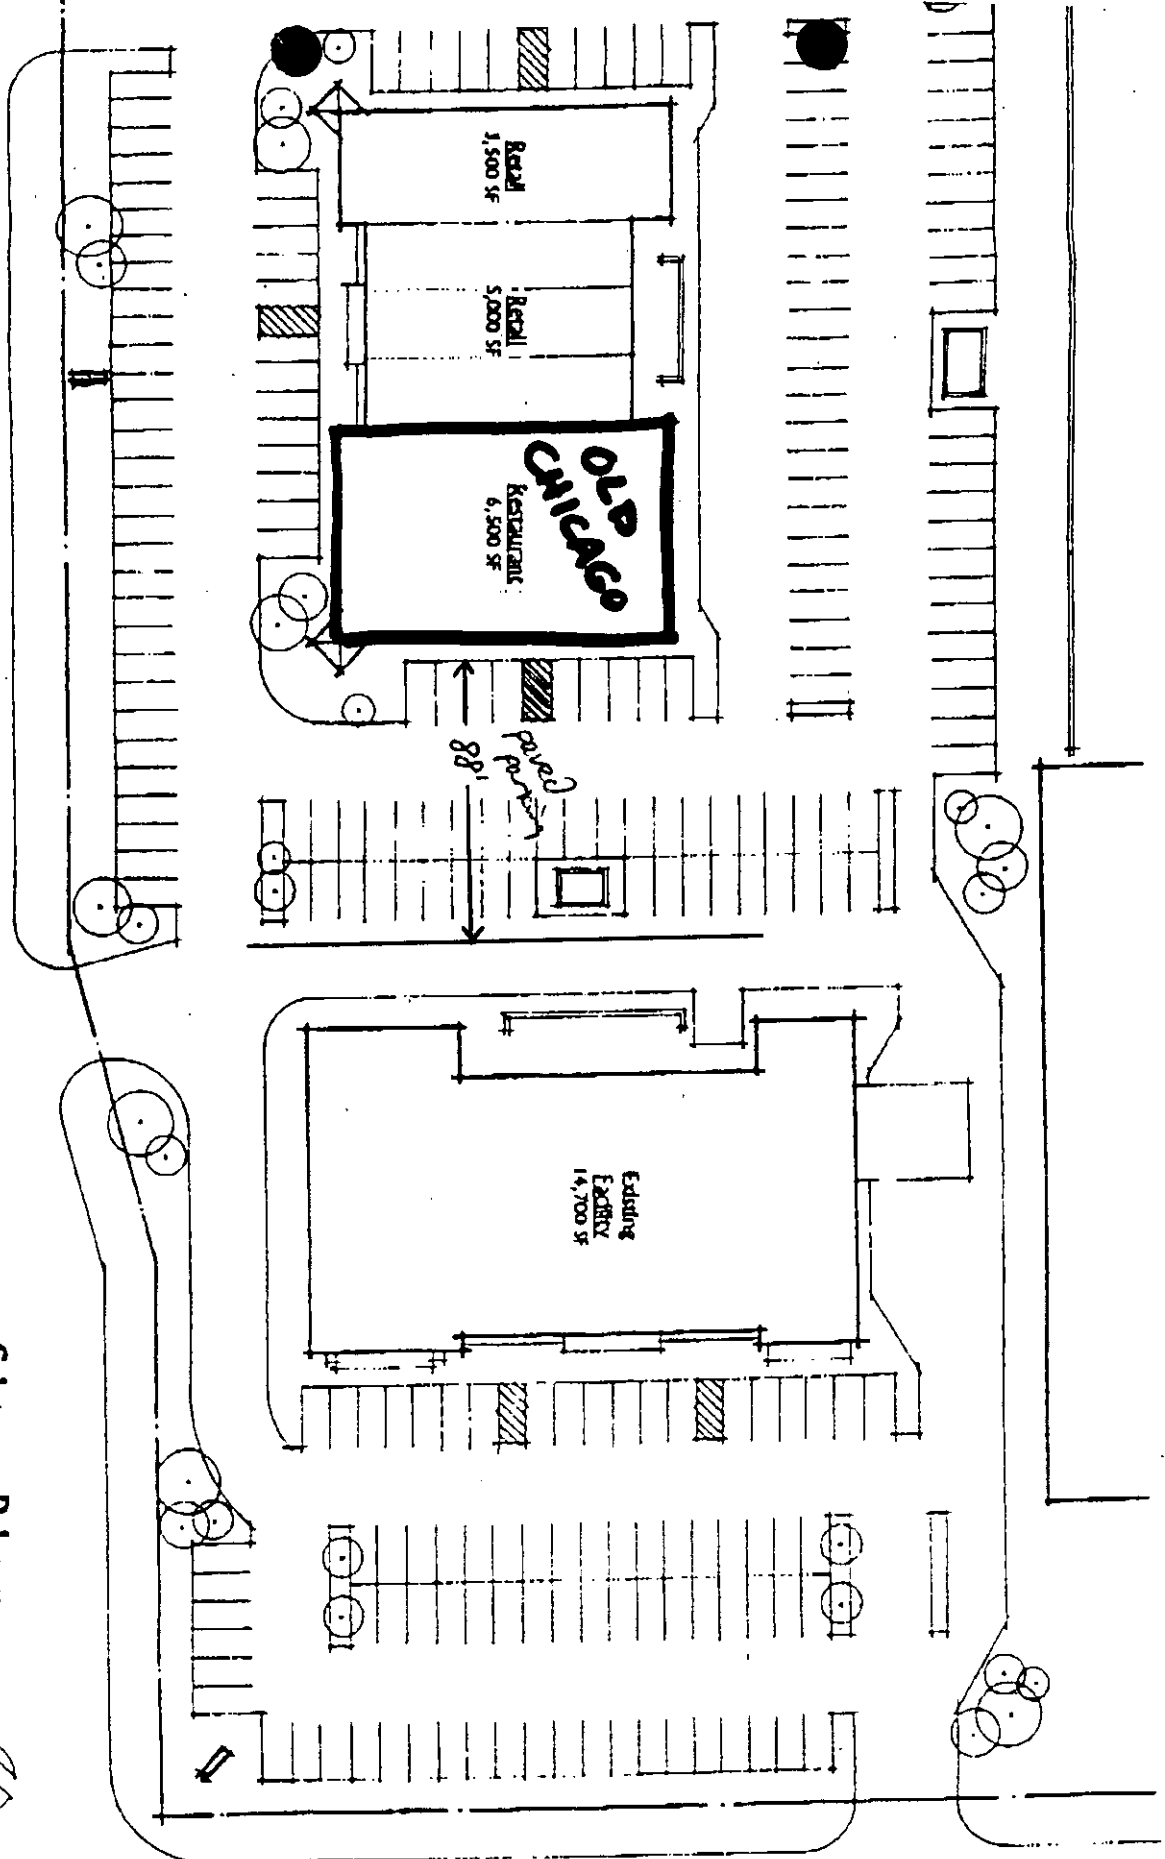 Retail
3,500 SF
Retail
5,000 SF
OLD
CHICAGO
Restaurant
6,500 SF
paved
parking
88'
Existing
Facility
14,700 SF